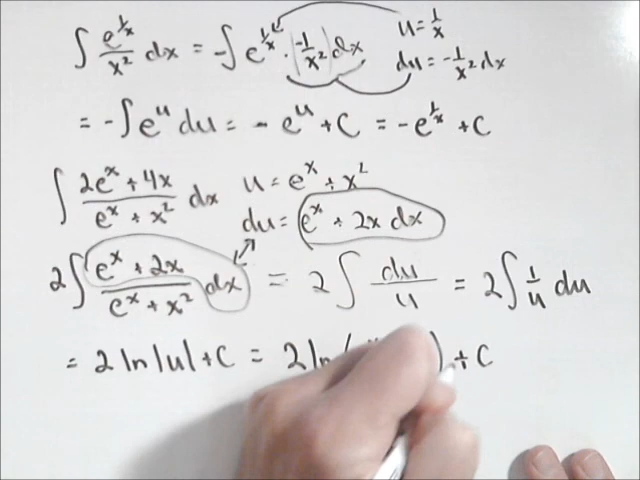 ∫ e^(1/x)/x² dx = -∫ e^(1/x) · (-1/x²) dx u = 1/x
du = -1/x² dx
= -∫ e^u du = - e^u + C = -e^(1/x) + C
∫ (2e^x + 4x)/(e^x + x²) dx u = e^x + x²
du = e^x + 2x dx
2∫ (e^x + 2x)/(e^x + x²) dx = 2∫ du/u = 2∫ 1/u du
= 2 ln|u| + C = 2 ln( ) + C